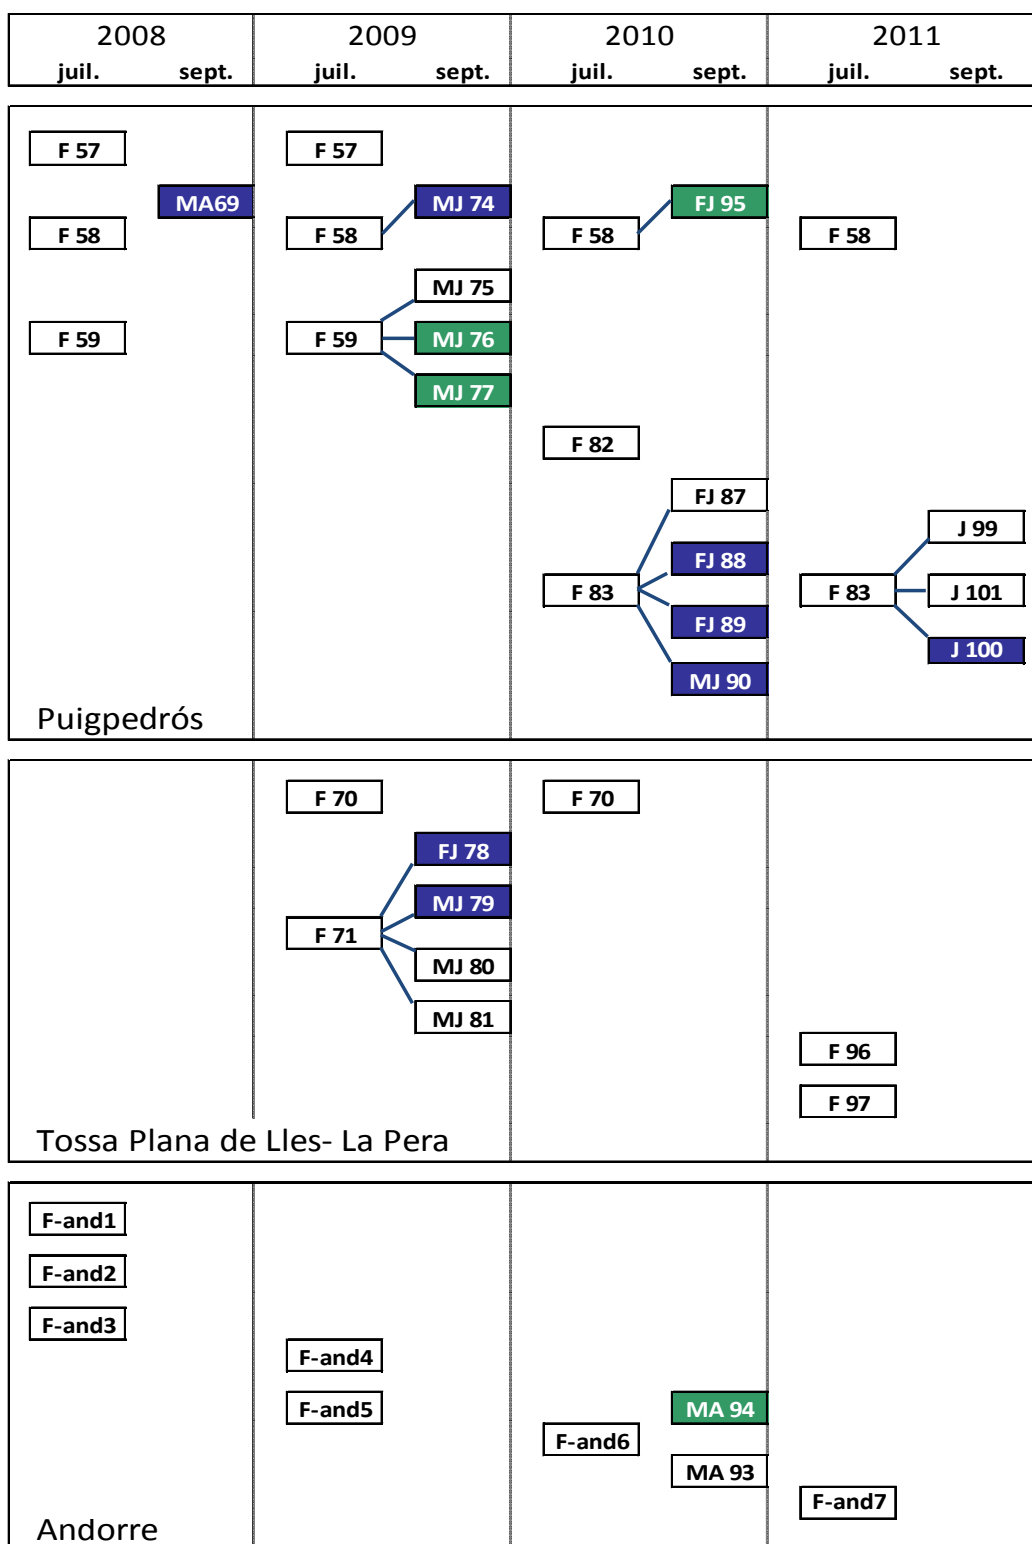 2008 2009 2010 2011
juil. sept. juil. sept. juil. sept. juil. sept.
F 57 F 57
MA69 MJ 74 FJ 95
F 58 F 58 F 58 F 58
MJ 75
F 59 F 59 MJ 76
MJ 77
F 82
FJ 87
J 99
FJ 88
F 83 F 83 J 101
FJ 89
J 100
MJ 90
Puigpedrós
F 70 F 70
FJ 78
MJ 79
F 71
MJ 80
MJ 81
F 96
F 97
Tossa Plana de Lles- La Pera
F-and1
F-and2
F-and3
F-and4
F-and5 MA 94
F-and6
MA 93
F-and7
Andorre